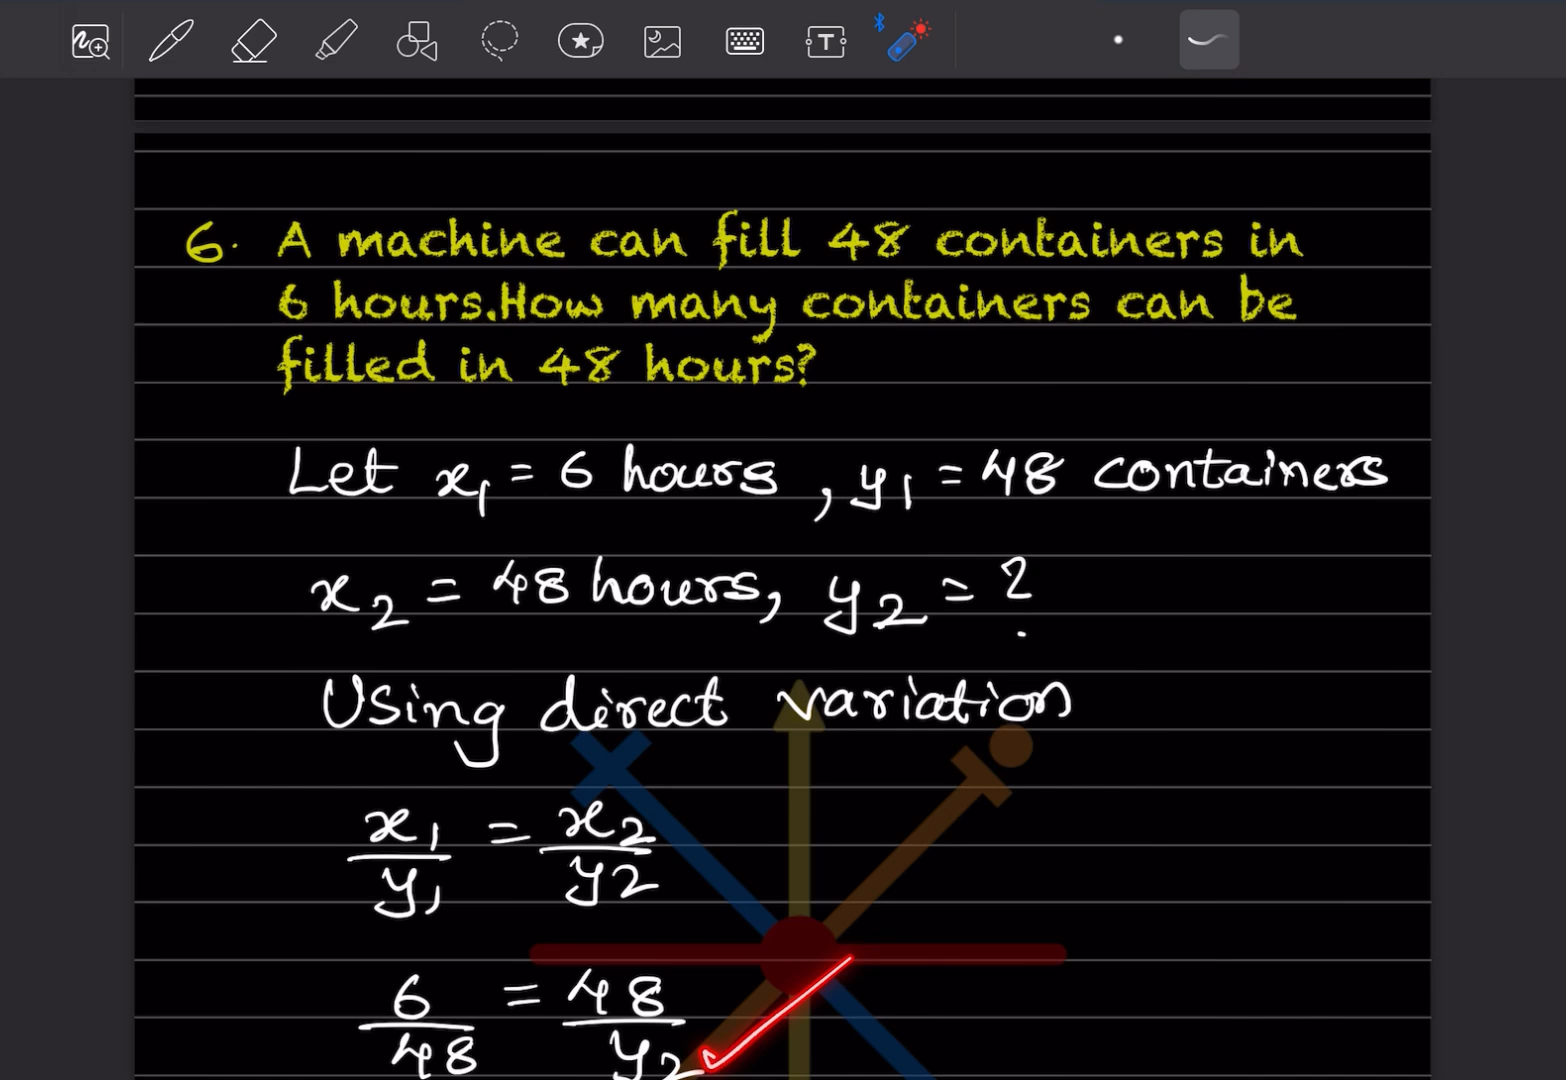 6. A machine can fill 48 containers in
6 hours.How many containers can be
filled in 48 hours?
Let x₁ = 6 hours , y₁ = 48 containers
x₂ = 48 hours, y₂ = ?
Using direct variation
x₁/y₁ = x₂/y₂
6/48 = 48/y₂